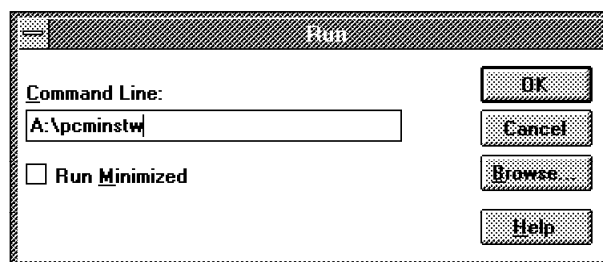 Run
Command Line:
A:\pcminstw
Run Minimized
OK
Cancel
Browse...
Help